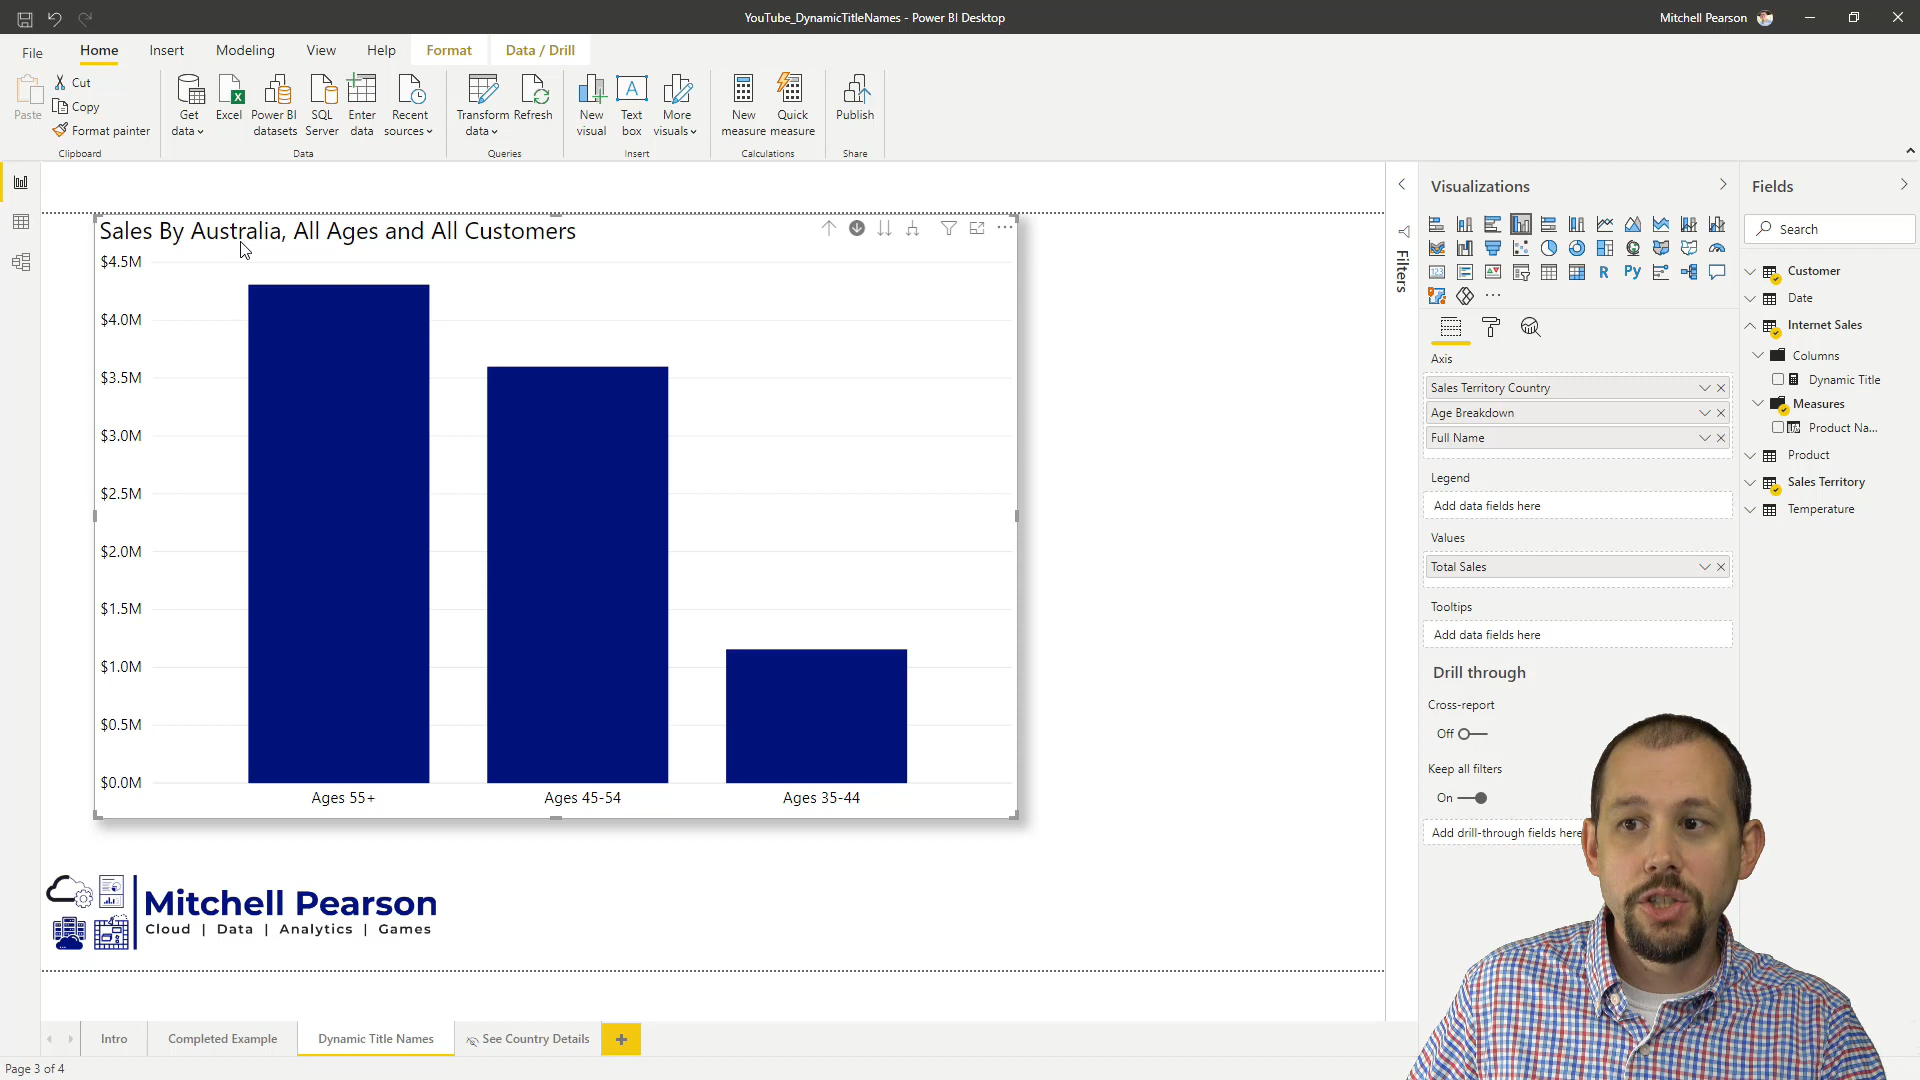 YouTube_DynamicTitleNames - Power BI Desktop
Mitchell Pearson
File
Home
Insert
Modeling
View
Help
Format
Data / Drill
Paste
Cut
Copy
Format painter
Clipboard
Get data
Excel
Power BI datasets
SQL Server
Enter data
Recent sources
Data
Transform data
Refresh
Queries
New visual
Text box
More visuals
Insert
New measure
Quick measure
Calculations
Publish
Share
Sales By Australia, All Ages and All Customers
$4.5M
$4.0M
$3.5M
$3.0M
$2.5M
$2.0M
$1.5M
$1.0M
$0.5M
$0.0M
Ages 55+
Ages 45-54
Ages 35-44
Mitchell Pearson
Cloud | Data | Analytics | Games
Filters
Visualizations
R
Py
Axis
Sales Territory Country
Age Breakdown
Full Name
Legend
Add data fields here
Values
Total Sales
Tooltips
Add data fields here
Drill through
Cross-report
Off
Keep all filters
On
Add drill-through fields here
Fields
Search
Customer
Date
Internet Sales
Columns
Dynamic Title
Measures
Product Na...
Product
Sales Territory
Temperature
Intro
Completed Example
Dynamic Title Names
See Country Details
Page 3 of 4